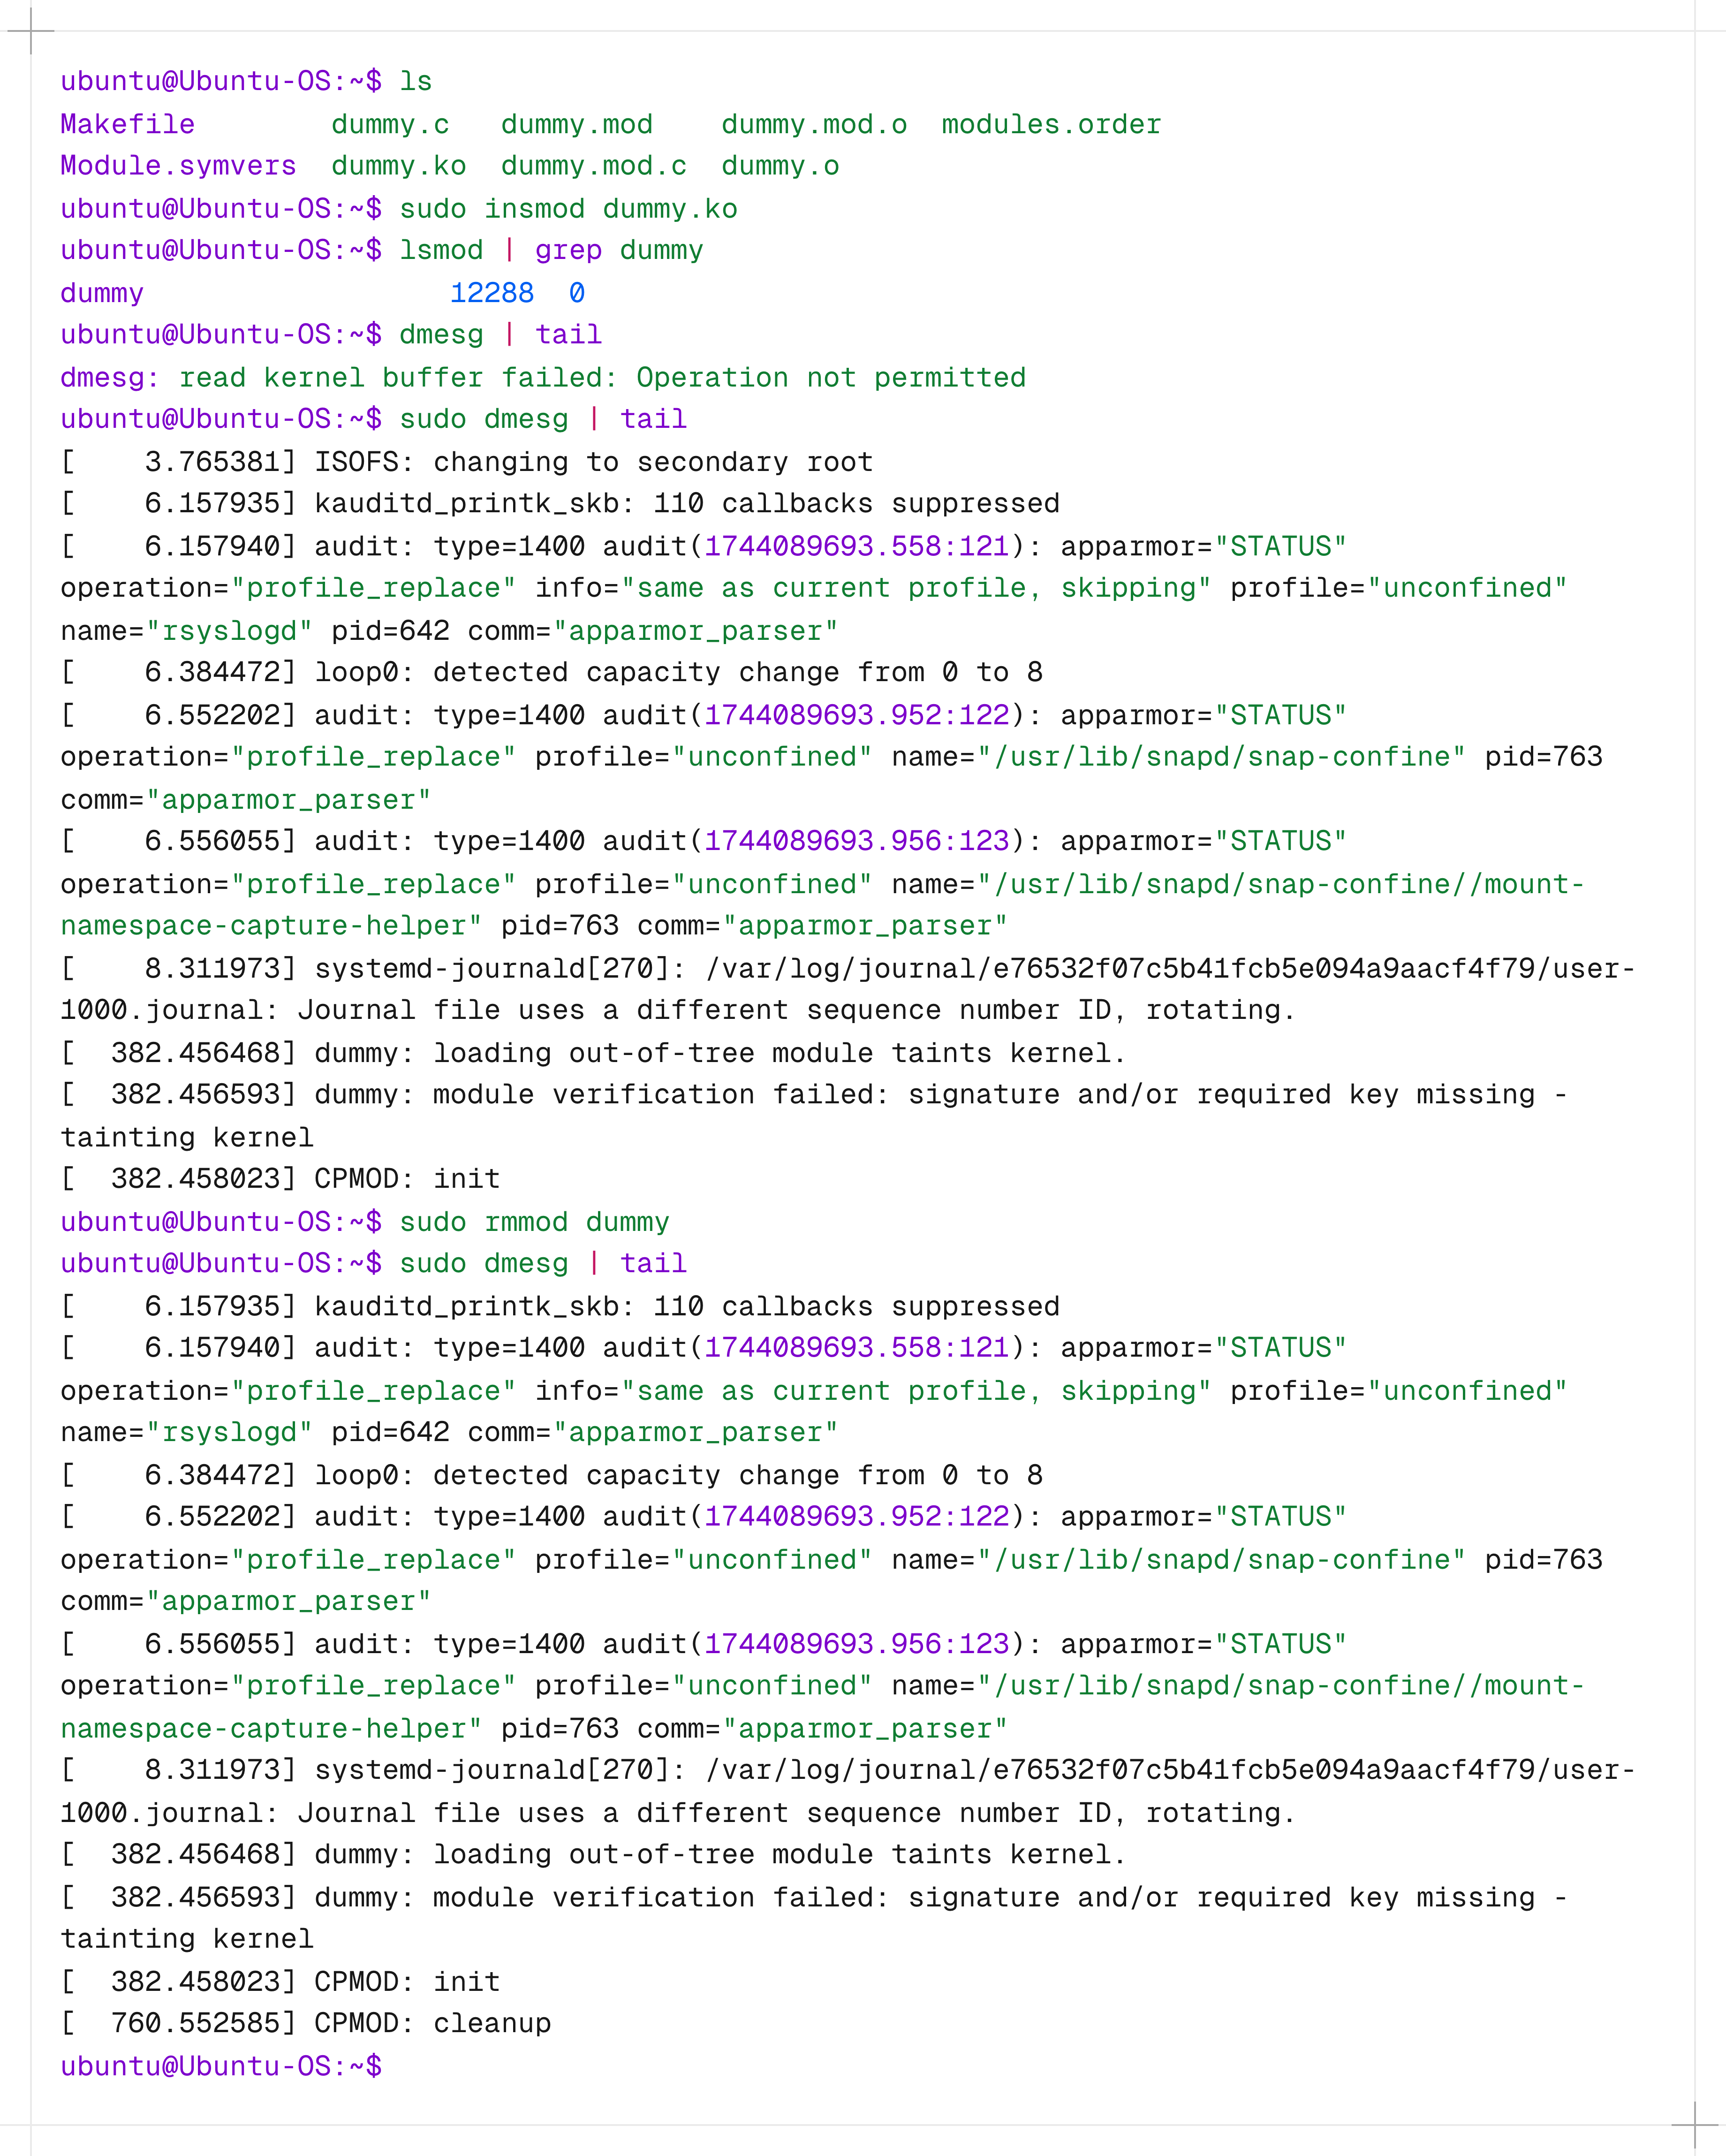 ubuntu@Ubuntu-OS:~$ ls
Makefile        dummy.c   dummy.mod    dummy.mod.o  modules.order
Module.symvers  dummy.ko  dummy.mod.c  dummy.o
ubuntu@Ubuntu-OS:~$ sudo insmod dummy.ko
ubuntu@Ubuntu-OS:~$ lsmod | grep dummy
dummy                  12288  0
ubuntu@Ubuntu-OS:~$ dmesg | tail
dmesg: read kernel buffer failed: Operation not permitted
ubuntu@Ubuntu-OS:~$ sudo dmesg | tail
[    3.765381] ISOFS: changing to secondary root
[    6.157935] kauditd_printk_skb: 110 callbacks suppressed
[    6.157940] audit: type=1400 audit(1744089693.558:121): apparmor="STATUS"
operation="profile_replace" info="same as current profile, skipping" profile="unconfined"
name="rsyslogd" pid=642 comm="apparmor_parser"
[    6.384472] loop0: detected capacity change from 0 to 8
[    6.552202] audit: type=1400 audit(1744089693.952:122): apparmor="STATUS"
operation="profile_replace" profile="unconfined" name="/usr/lib/snapd/snap-confine" pid=763
comm="apparmor_parser"
[    6.556055] audit: type=1400 audit(1744089693.956:123): apparmor="STATUS"
operation="profile_replace" profile="unconfined" name="/usr/lib/snapd/snap-confine//mount-
namespace-capture-helper" pid=763 comm="apparmor_parser"
[    8.311973] systemd-journald[270]: /var/log/journal/e76532f07c5b41fcb5e094a9aacf4f79/user-
1000.journal: Journal file uses a different sequence number ID, rotating.
[  382.456468] dummy: loading out-of-tree module taints kernel.
[  382.456593] dummy: module verification failed: signature and/or required key missing -
tainting kernel
[  382.458023] CPMOD: init
ubuntu@Ubuntu-OS:~$ sudo rmmod dummy
ubuntu@Ubuntu-OS:~$ sudo dmesg | tail
[    6.157935] kauditd_printk_skb: 110 callbacks suppressed
[    6.157940] audit: type=1400 audit(1744089693.558:121): apparmor="STATUS"
operation="profile_replace" info="same as current profile, skipping" profile="unconfined"
name="rsyslogd" pid=642 comm="apparmor_parser"
[    6.384472] loop0: detected capacity change from 0 to 8
[    6.552202] audit: type=1400 audit(1744089693.952:122): apparmor="STATUS"
operation="profile_replace" profile="unconfined" name="/usr/lib/snapd/snap-confine" pid=763
comm="apparmor_parser"
[    6.556055] audit: type=1400 audit(1744089693.956:123): apparmor="STATUS"
operation="profile_replace" profile="unconfined" name="/usr/lib/snapd/snap-confine//mount-
namespace-capture-helper" pid=763 comm="apparmor_parser"
[    8.311973] systemd-journald[270]: /var/log/journal/e76532f07c5b41fcb5e094a9aacf4f79/user-
1000.journal: Journal file uses a different sequence number ID, rotating.
[  382.456468] dummy: loading out-of-tree module taints kernel.
[  382.456593] dummy: module verification failed: signature and/or required key missing -
tainting kernel
[  382.458023] CPMOD: init
[  760.552585] CPMOD: cleanup
ubuntu@Ubuntu-OS:~$